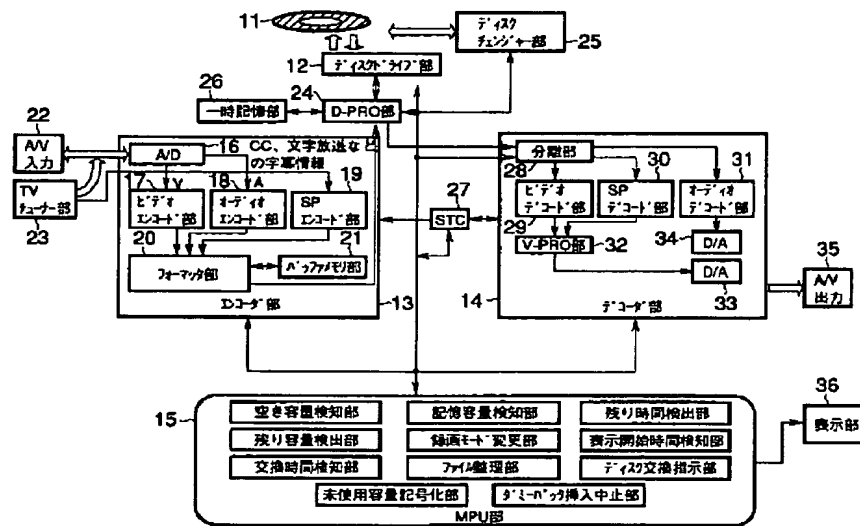 11
12
ディスクドライブ部
ディスク
チェンジャー部
25
26
一時記憶部
24
D-PRO部
22
A/V
入力
TV
チューナー部
23
16
A/D
CC、文字放送など
の字幕情報
17
V
ビデオ
エンコード部
18
A
オーディオ
エンコード部
19
SP
エンコード部
20
フォーマッタ部
21
バッファメモリ部
エンコーダ部
13
27
STC
28
分離部
29
ビデオ
デコード部
30
SP
デコード部
31
オーディオ
デコード部
V-PRO部
32
34
D/A
D/A
33
14
デコーダ部
35
A/V
出力
15
空き容量検知部
記憶容量検知部
残り時間検出部
残り容量検出部
録画モード変更部
表示開始時間検知部
交換時間検知部
ファイル整理部
ディスク交換指示部
未使用容量記号化部
ダミーパック挿入中止部
MPU部
36
表示部